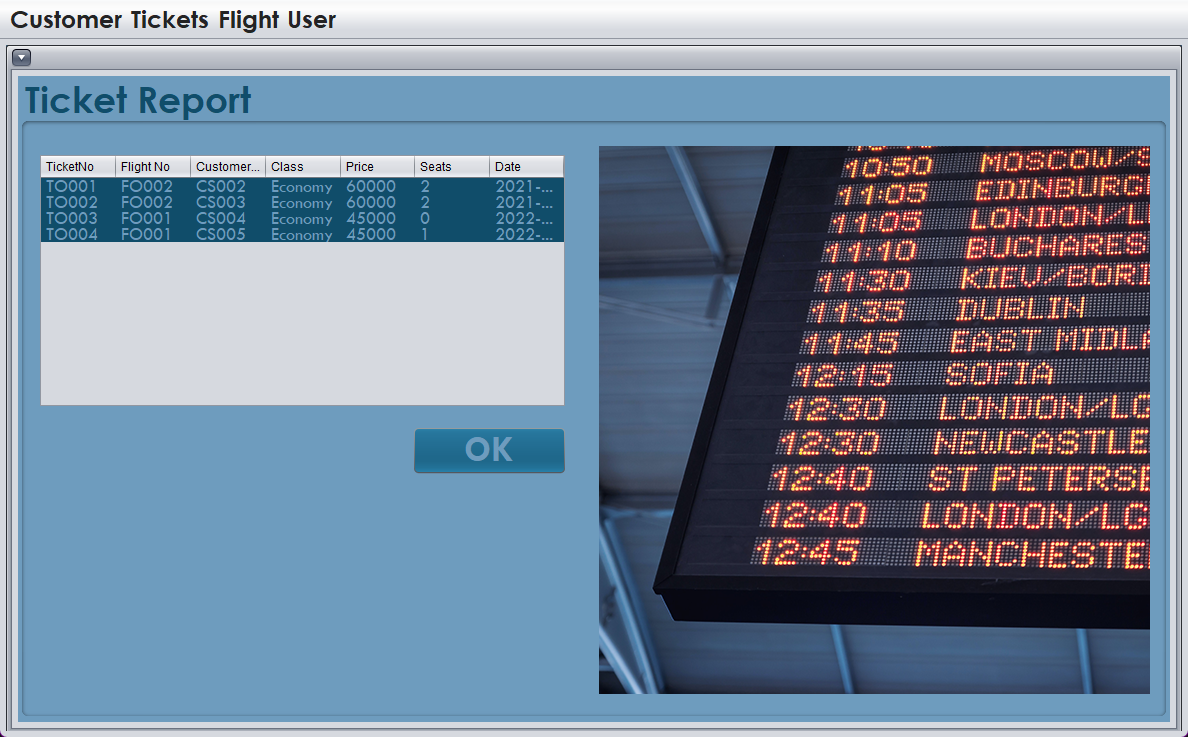 Customer Tickets Flight User
Ticket Report
TicketNo Flight No Customer... Class Price Seats Date
TO001 FO002 CS002 Economy 60000 2 2021-...
TO002 FO002 CS003 Economy 60000 2 2021-...
TO003 FO001 CS004 Economy 45000 0 2022-...
TO004 FO001 CS005 Economy 45000 1 2022-...
OK
10:50 MOSCOW/S
11:05 EDINBURG
11:05 LONDON/L
11:10 BUCHARES
11:30 KIEV/BORI
11:35 DUBLIN
11:45 EAST MIDL
12:15 SOFIA
12:30 LONDON/LG
12:30 NEWCASTLE
12:40 ST PETERSB
12:40 LONDON/LG
12:45 MANCHESTE